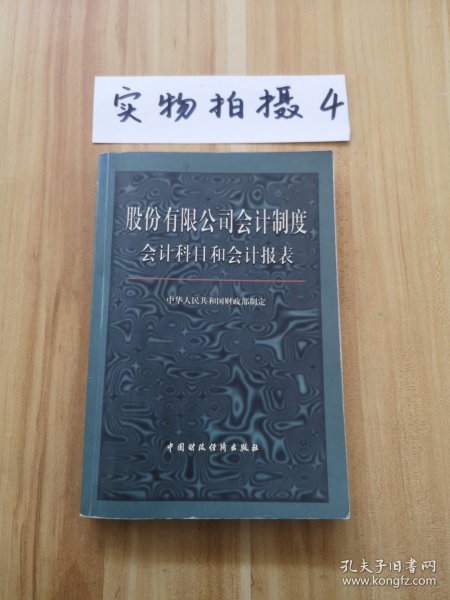 实物拍摄4
股份有限公司会计制度
会计科目和会计报表
中华人民共和国财政部制定
中国财政经济出版社
孔夫子旧书网
www.kongfz.com